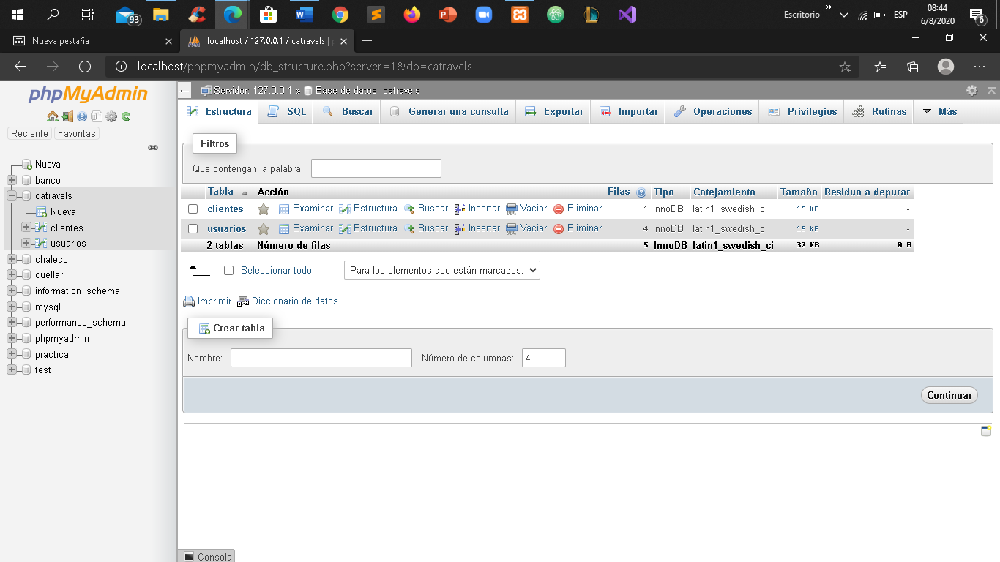 93
Escritorio
ESP
08:44
6/8/2020
6
Nueva pestaña
localhost / 127.0.0.1 / catravels | p
localhost/phpmyadmin/db_structure.php?server=1&db=catravels
phpMyAdmin
Reciente Favoritas
Nueva
banco
catravels
Nueva
clientes
usuarios
chaleco
cuellar
information_schema
mysql
performance_schema
phpmyadmin
practica
test
Servidor: 127.0.0.1 » Base de datos: catravels
Estructura SQL Buscar Generar una consulta Exportar Importar Operaciones Privilegios Rutinas Más
Filtros
Que contengan la palabra:
Tabla Acción Filas Tipo Cotejamiento Tamaño Residuo a depurar
clientes Examinar Estructura Buscar Insertar Vaciar Eliminar 1 InnoDB latin1_swedish_ci 16 KB -
usuarios Examinar Estructura Buscar Insertar Vaciar Eliminar 4 InnoDB latin1_swedish_ci 16 KB -
2 tablas Número de filas 5 InnoDB latin1_swedish_ci 32 KB 0 B
Seleccionar todo Para los elementos que están marcados:
Imprimir Diccionario de datos
Crear tabla
Nombre: Número de columnas: 4
Continuar
Consola